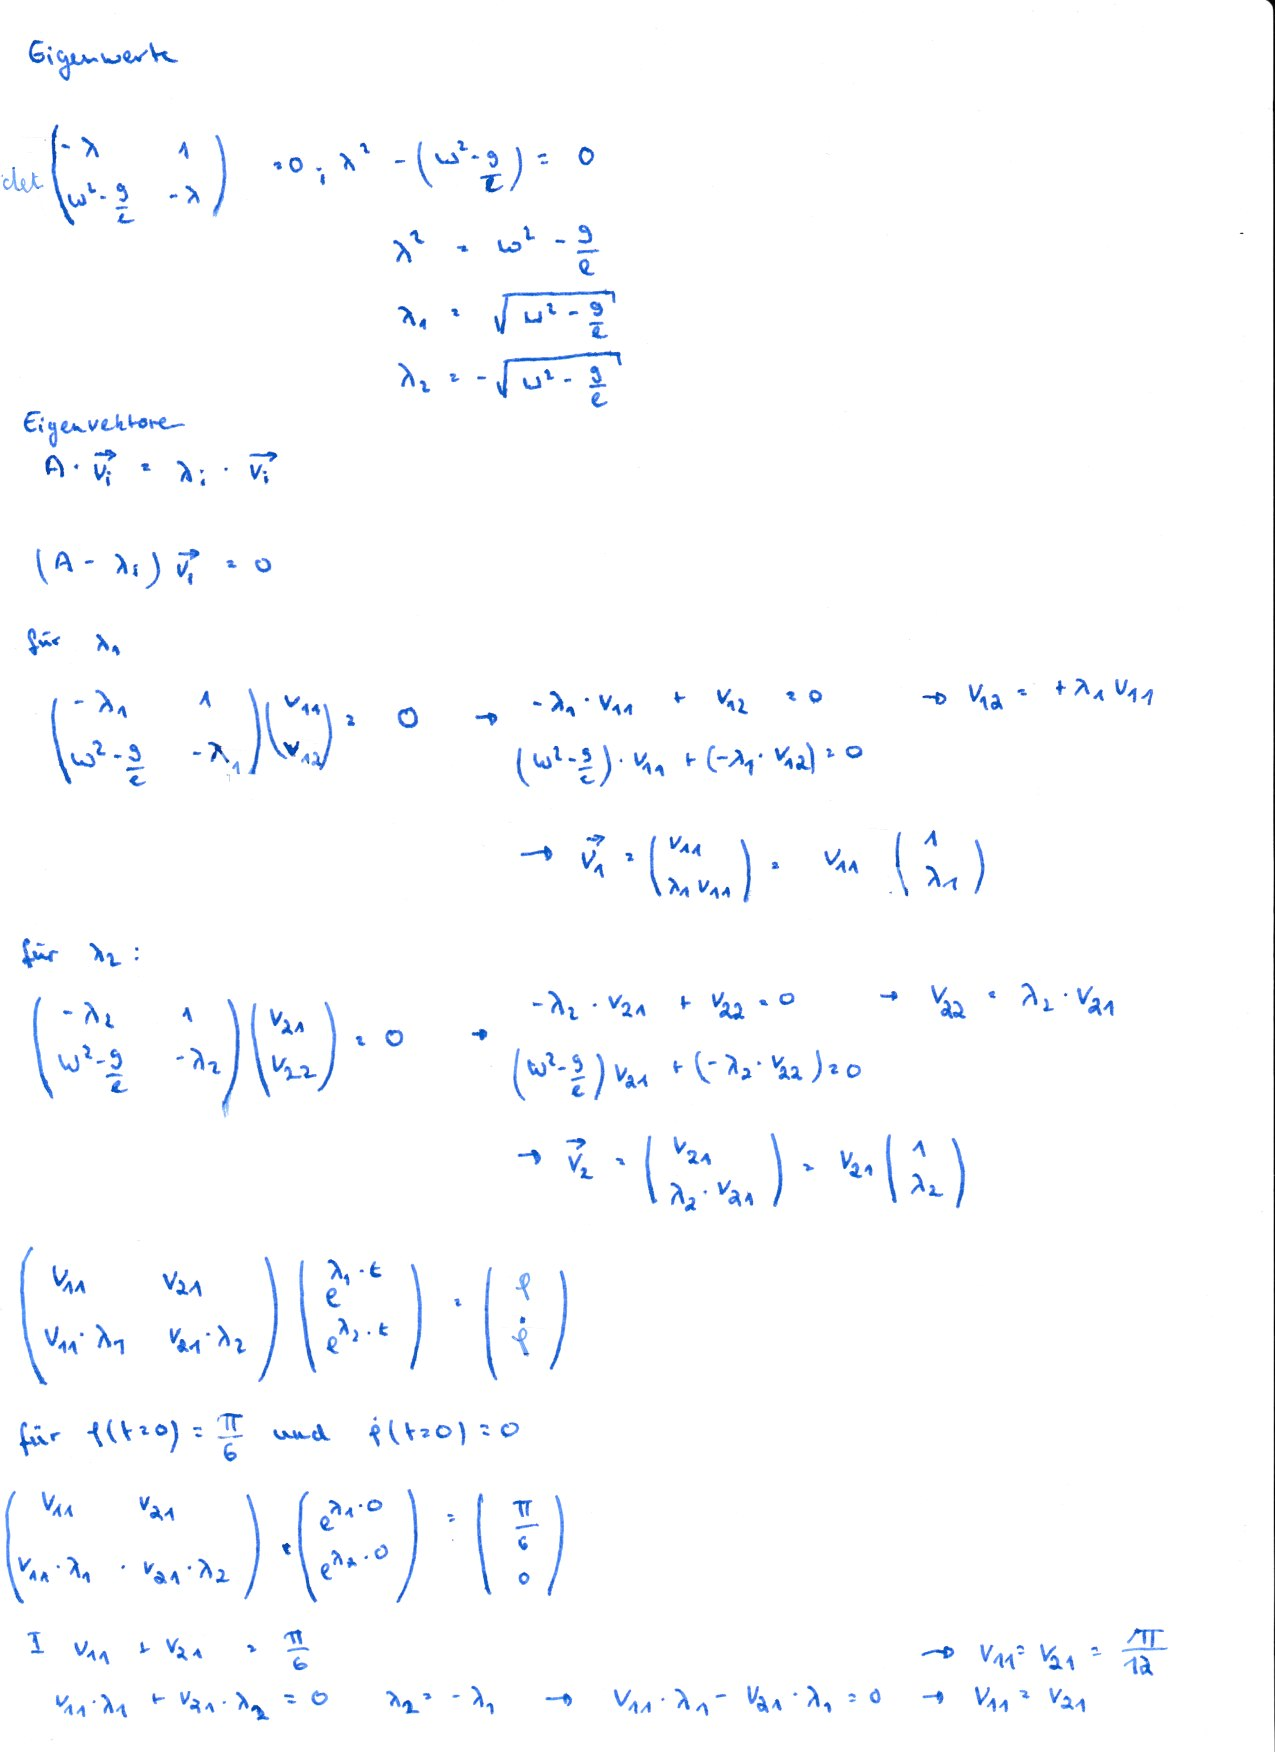 Eigenwerte
det ( -λ 1 ; ω² - g/l -λ ) = 0 ; λ² - (ω² - g/l) = 0
λ² = ω² - g/l
λ₁ = √(ω² - g/l)
λ₂ = -√(ω² - g/l)
Eigenvektore
A · v⃗ᵢ = λᵢ · v⃗ᵢ
(A - λᵢ) v⃗ᵢ = 0
für λ₁
( -λ₁ 1 ; ω² - g/l -λ₁ ) ( v₁₁ ; v₁₂ ) = 0 → -λ₁ · v₁₁ + v₁₂ = 0 → v₁₂ = +λ₁ v₁₁
(ω² - g/l) · v₁₁ + (-λ₁ · v₁₂) = 0
→ v⃗₁ = ( v₁₁ ; λ₁ v₁₁ ) = v₁₁ ( 1 ; λ₁ )
für λ₂ :
( -λ₂ 1 ; ω² - g/l -λ₂ ) ( v₂₁ ; v₂₂ ) = 0 → -λ₂ · v₂₁ + v₂₂ = 0 → v₂₂ = λ₂ · v₂₁
(ω² - g/l) v₂₁ + (-λ₂ · v₂₂) = 0
→ v⃗₂ = ( v₂₁ ; λ₂ · v₂₁ ) = v₂₁ ( 1 ; λ₂ )
( v₁₁ v₂₁ ; v₁₁ · λ₁ v₂₁ · λ₂ ) ( e^(λ₁ · t) ; e^(λ₂ · t) ) = ( φ ; φ̇ )
für φ(t=0) = π/6 und φ̇(t=0) = 0
( v₁₁ v₂₁ ; v₁₁ · λ₁ · v₂₁ · λ₂ ) · ( e^(λ₁ · 0) ; e^(λ₂ · 0) ) = ( π/6 ; 0 )
I v₁₁ + v₂₁ = π/6 → v₁₁ = v₂₁ = π/12
v₁₁ · λ₁ + v₂₁ · λ₂ = 0 λ₂ = -λ₁ → v₁₁ · λ₁ - v₂₁ · λ₁ = 0 → v₁₁ = v₂₁